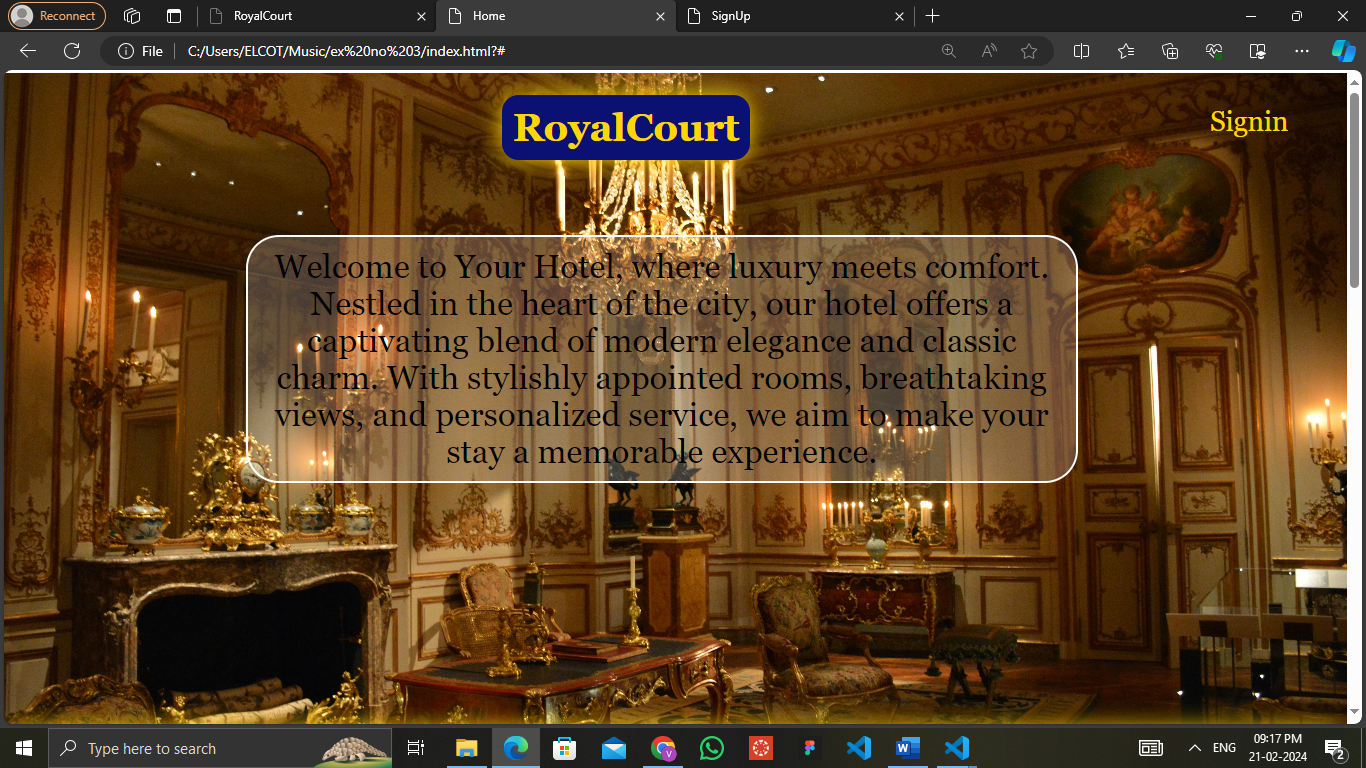 Reconnect
RoyalCourt
Home
SignUp
File
C:/Users/ELCOT/Music/ex%20no%203/index.html?#
RoyalCourt
Signin
Welcome to Your Hotel, where luxury meets comfort.
Nestled in the heart of the city, our hotel offers a
captivating blend of modern elegance and classic
charm. With stylishly appointed rooms, breathtaking
views, and personalized service, we aim to make your
stay a memorable experience.
Type here to search
V
W
ENG
09:17 PM
21-02-2024
2